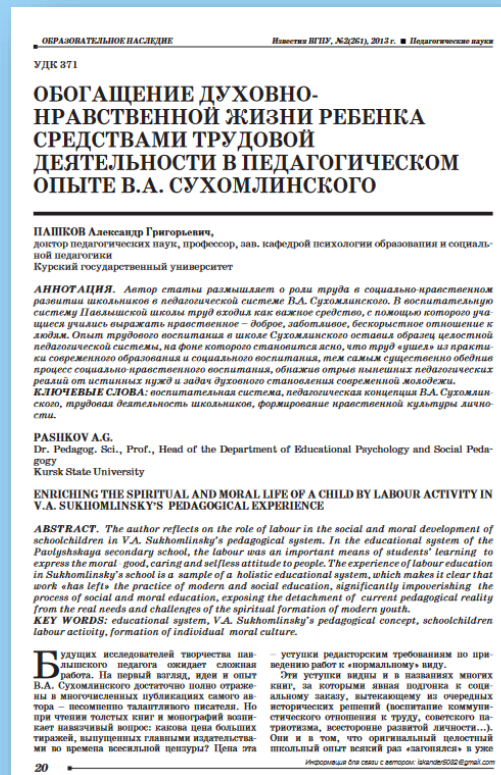 ОБРАЗОВАТЕЛЬНОЕ НАСЛЕДИЕ
Известия ВГПУ, №2(261), 2013 г. ■ Педагогические науки
УДК 371
ОБОГАЩЕНИЕ ДУХОВНО-
НРАВСТВЕННОЙ ЖИЗНИ РЕБЕНКА
СРЕДСТВАМИ ТРУДОВОЙ
ДЕЯТЕЛЬНОСТИ В ПЕДАГОГИЧЕСКОМ
ОПЫТЕ В.А. СУХОМЛИНСКОГО
ПАШКОВ Александр Григорьевич,
доктор педагогических наук, профессор, зав. кафедрой психологии образования и социаль-
ной педагогики
Курский государственный университет
АННОТАЦИЯ. Автор статьи размышляет о роли труда в социально-нравственном
развитии школьников в педагогической системе В.А. Сухомлинского. В воспитательную
систему Павлышской школы труд входил как важное средство, с помощью которого уча-
щиеся учились выражать нравственное – доброе, заботливое, бескорыстное отношение к
людям. Опыт трудового воспитания в школе Сухомлинского оставил образец целостной
педагогической системы, на фоне которого становится ясно, что труд «ушел» из практи-
ки современного образования и социального воспитания, тем самым существенно обеднив
процесс социально-нравственного воспитания, обнажив отрыв нынешних педагогических
реалий от истинных нужд и задач духовного становления современной молодежи.
КЛЮЧЕВЫЕ СЛОВА: воспитательная система, педагогическая концепция В.А. Сухомлин-
ского, трудовая деятельность школьников, формирование нравственной культуры лично-
сти.
PASHKOV A.G.
Dr. Pedagog. Sci., Prof., Head of the Department of Educational Psychology and Social Peda-
gogy
Kursk State University
ENRICHING THE SPIRITUAL AND MORAL LIFE OF A CHILD BY LABOUR ACTIVITY IN
V.A. SUKHOMLINSKY'S PEDAGOGICAL EXPERIENCE
ABSTRACT. The author reflects on the role of labour in the social and moral development of
schoolchildren in V.A. Sukhomlinsky's pedagogical system. In the educational system of the
Pavlyshskaya secondary school, the labour was an important means of students' learning to
express the moral good, caring and selfless attitude to people. The experience of labour education
in Sukhomlinsky's school is a sample of a holistic educational system, which makes it clear that
work «has left» the practice of modern and social education, significantly impoverishing the
process of social and moral education, exposing the detachment of current pedagogical reality
from the real needs and challenges of the spiritual formation of modern youth.
KEY WORDS: educational system, V.A. Sukhomlinsky's pedagogical concept, schoolchildren
labour activity, formation of individual moral culture.
Будущих исследователей творчества пав-
лышского педагога ожидает сложная
работа. На первый взгляд, идеи и опыт
В.А. Сухомлинского достаточно полно отраже-
ны в многочисленных публикациях самого ав-
тора – несомненно талантливого писателя. Но
при чтении толстых книг и монографий возни-
кает навязчивый вопрос: какова цена больших
тиражей, выпущенных главными издательства-
ми во времена всесильной цензуры? Цена эта
– уступки редакторским требованиям по при-
ведению работ к «нормальному» виду.
Эти уступки видны и в названиях многих
книг, за которыми явная подгонка к соци-
альному заказу, вытекающему из очередных
исторических решений (воспитание коммуни-
стического отношения к труду, советского па-
триотизма, всесторонне развитой личности...).
Они и в том, что оригинальный целостный
школьный опыт всякий раз «загонялся» в уже
20
Информация для связи с автором: iskander5082@gmail.com